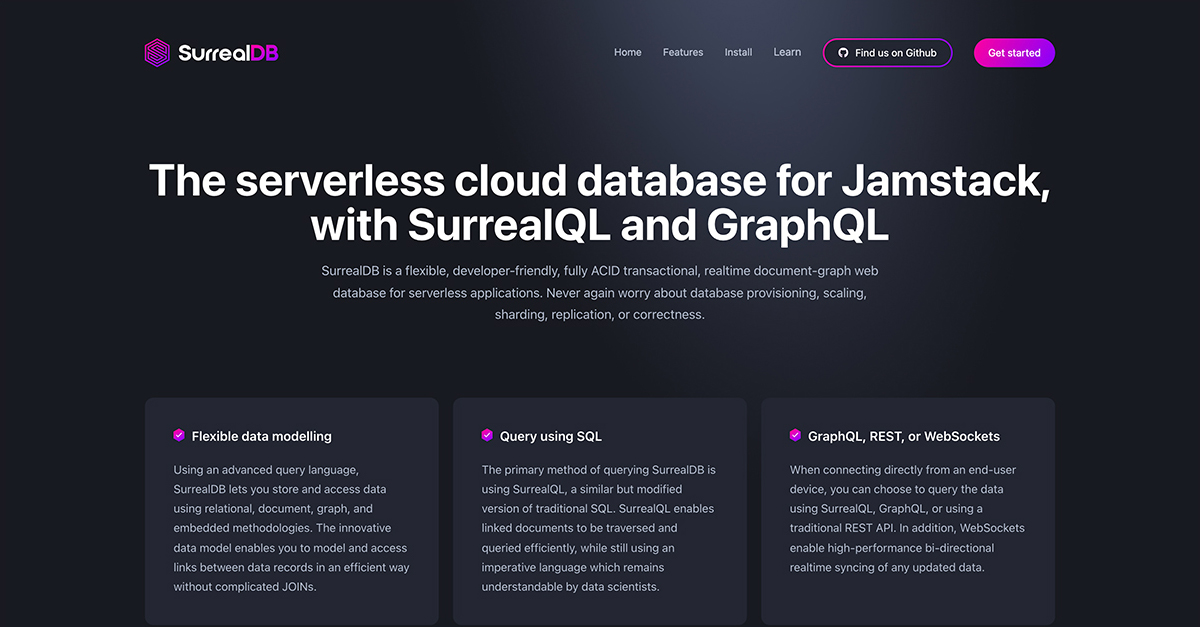 SurrealDB
Home Features Install Learn Find us on Github Get started
The serverless cloud database for Jamstack,
with SurrealQL and GraphQL
SurrealDB is a flexible, developer-friendly, fully ACID transactional, realtime document-graph web
database for serverless applications. Never again worry about database provisioning, scaling,
sharding, replication, or correctness.
Flexible data modelling
Using an advanced query language,
SurrealDB lets you store and access data
using relational, document, graph, and
embedded methodologies. The innovative
data model enables you to model and access
links between data records in an efficient way
without complicated JOINs.
Query using SQL
The primary method of querying SurrealDB is
using SurrealQL, a similar but modified
version of traditional SQL. SurrealQL enables
linked documents to be traversed and
queried efficiently, while still using an
imperative language which remains
understandable by data scientists.
GraphQL, REST, or WebSockets
When connecting directly from an end-user
device, you can choose to query the data
using SurrealQL, GraphQL, or using a
traditional REST API. In addition, WebSockets
enable high-performance bi-directional
realtime syncing of any updated data.